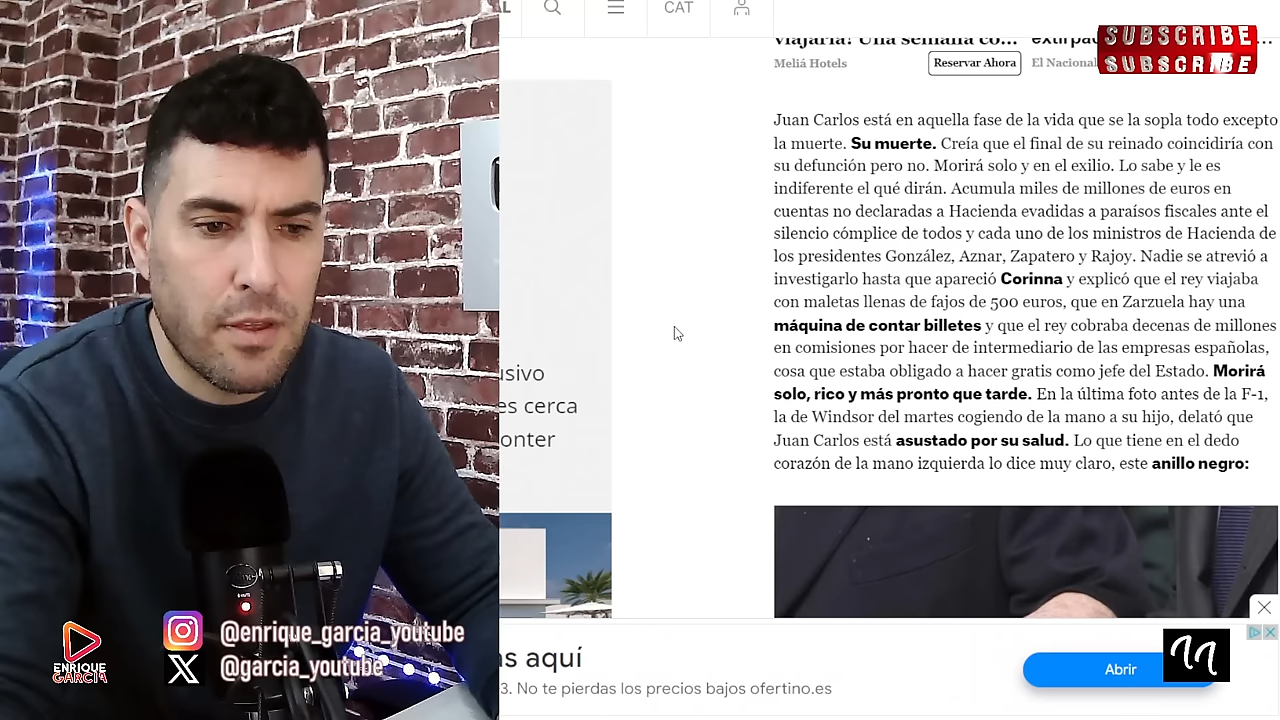 AL
CAT
SUBSCRIBE
SUBSCRIBE
viajaría! Una semana co...
Meliá Hotels
Reservar Ahora
El Nacional
Juan Carlos está en aquella fase de la vida que se la sopla todo excepto
la muerte. Su muerte. Creía que el final de su reinado coincidiría con
su defunción pero no. Morirá solo y en el exilio. Lo sabe y le es
indiferente el qué dirán. Acumula miles de millones de euros en
cuentas no declaradas a Hacienda evadidas a paraísos fiscales ante el
silencio cómplice de todos y cada uno de los ministros de Hacienda de
los presidentes González, Aznar, Zapatero y Rajoy. Nadie se atrevió a
investigarlo hasta que apareció Corinna y explicó que el rey viajaba
con maletas llenas de fajos de 500 euros, que en Zarzuela hay una
máquina de contar billetes y que el rey cobraba decenas de millones
en comisiones por hacer de intermediario de las empresas españolas,
cosa que estaba obligado a hacer gratis como jefe del Estado. Morirá
solo, rico y más pronto que tarde. En la última foto antes de la F-1,
la de Windsor del martes cogiendo de la mano a su hijo, delató que
Juan Carlos está asustado por su salud. Lo que tiene en el dedo
corazón de la mano izquierda lo dice muy claro, este anillo negro:
usivo
es cerca
onter
as aquí
3. No te pierdas los precios bajos ofertino.es
Abrir
ENRIQUE
GARCIA
@enrique_garcia_youtube
@garcia_youtube